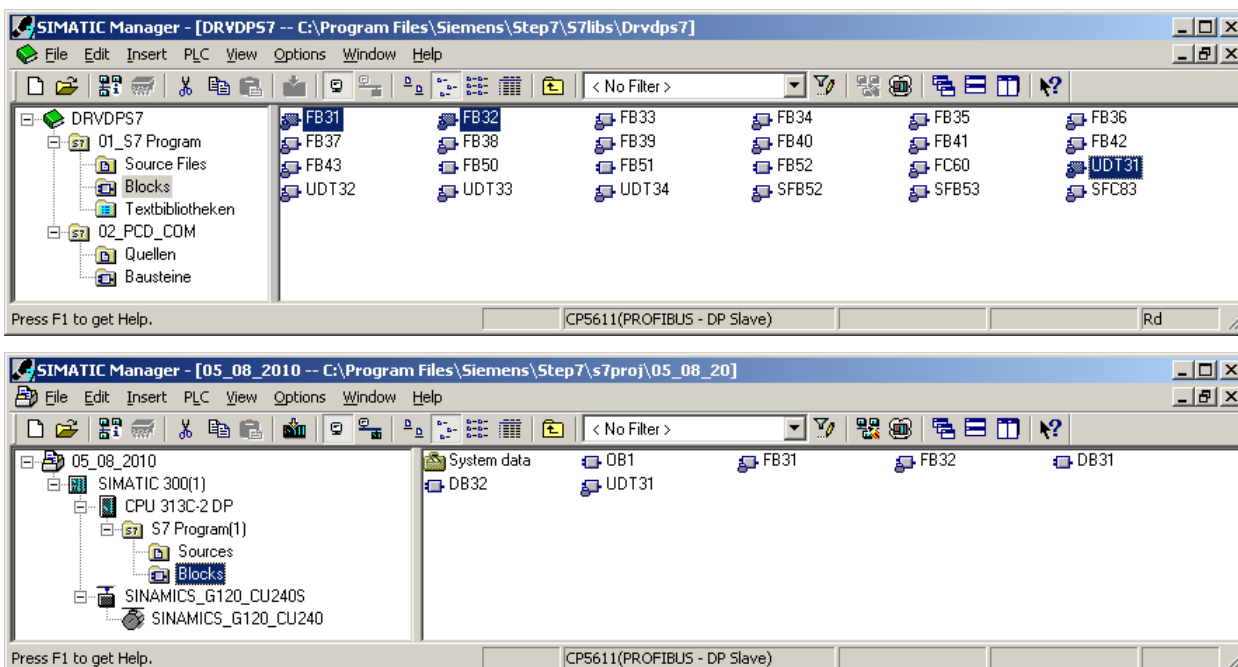 SIMATIC Manager - [DRVDPS7 -- C:\Program Files\Siemens\Step7\S7libs\Drvdps7]
File Edit Insert PLC View Options Window Help
< No Filter >
DRVDPS7
01_S7 Program
Source Files
Blocks
Textbibliotheken
02_PCD_COM
Quellen
Bausteine
FB31 FB32 FB33 FB34 FB35 FB36
FB37 FB38 FB39 FB40 FB41 FB42
FB43 FB50 FB51 FB52 FC60 UDT31
UDT32 UDT33 UDT34 SFB52 SFB53 SFC83
Press F1 to get Help. CP5611(PROFIBUS - DP Slave) Rd
SIMATIC Manager - [05_08_2010 -- C:\Program Files\Siemens\Step7\s7proj\05_08_20]
File Edit Insert PLC View Options Window Help
< No Filter >
05_08_2010
SIMATIC 300(1)
CPU 313C-2 DP
S7 Program(1)
Sources
Blocks
SINAMICS_G120_CU240S
SINAMICS_G120_CU240
System data OB1 FB31 FB32 DB31
DB32 UDT31
Press F1 to get Help. CP5611(PROFIBUS - DP Slave)